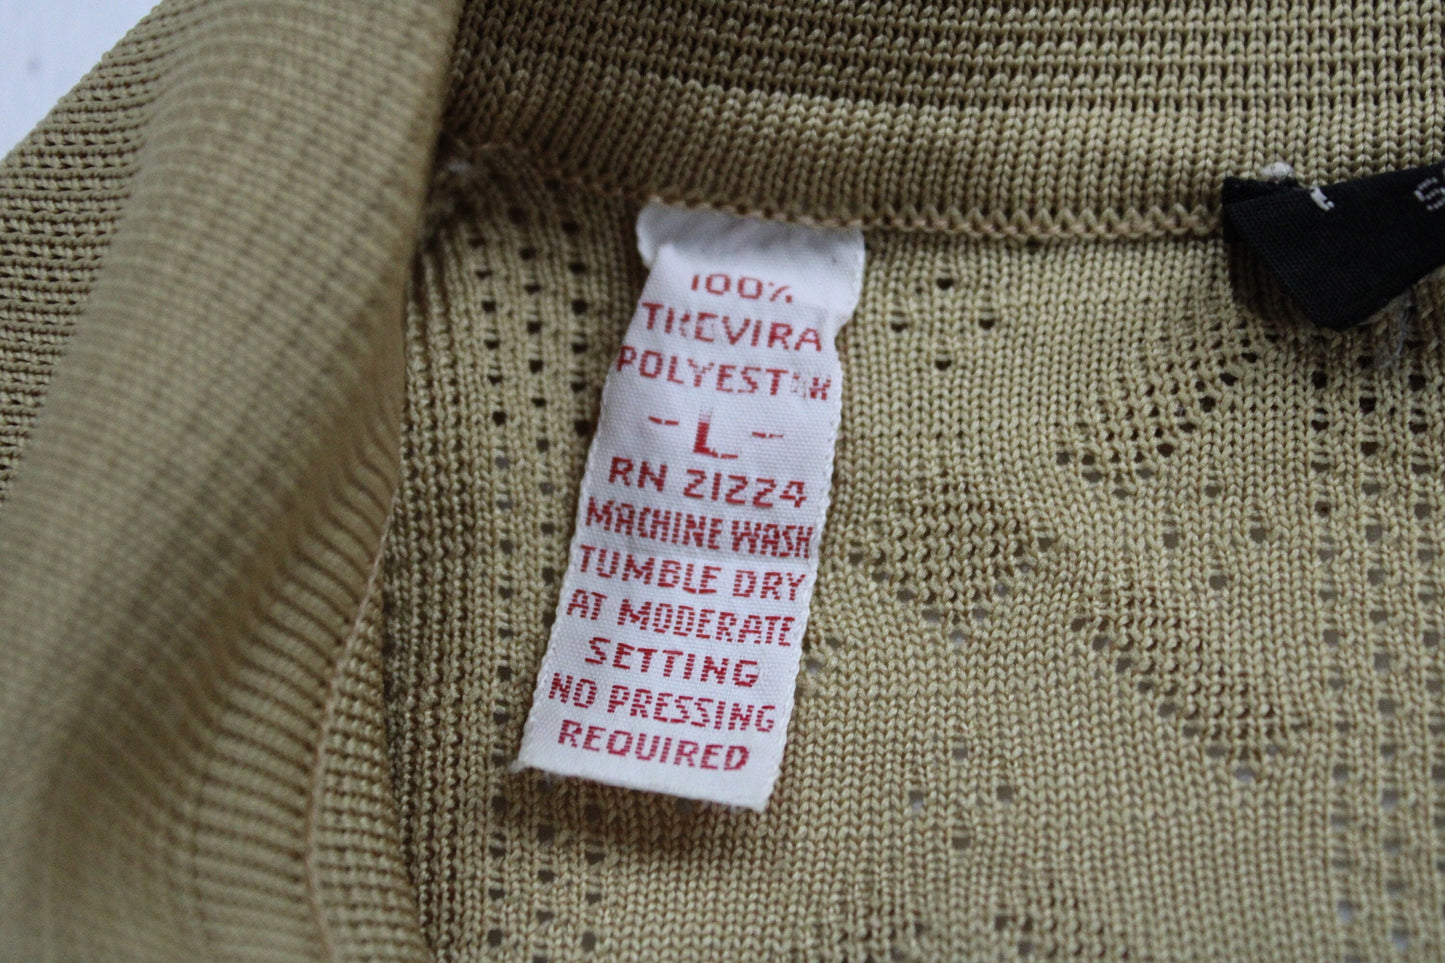 100%
TREVIRA
POLYESTER
- L -
RN 21224
MACHINE WASH
TUMBLE DRY
AT MODERATE
SETTING
NO PRESSING
REQUIRED